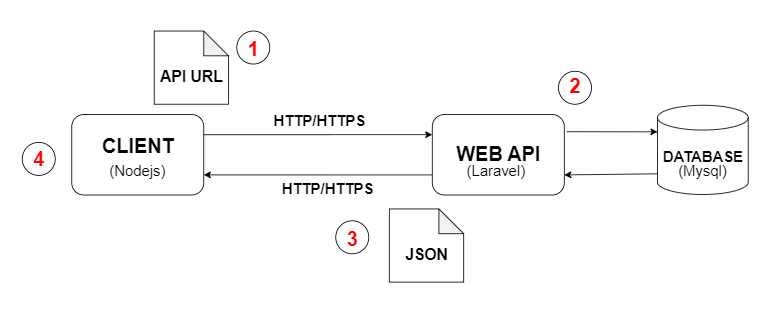 1
API URL
2
HTTP/HTTPS
4
CLIENT
(Nodejs)
WEB API
(Laravel)
DATABASE
(Mysql)
HTTP/HTTPS
3
JSON